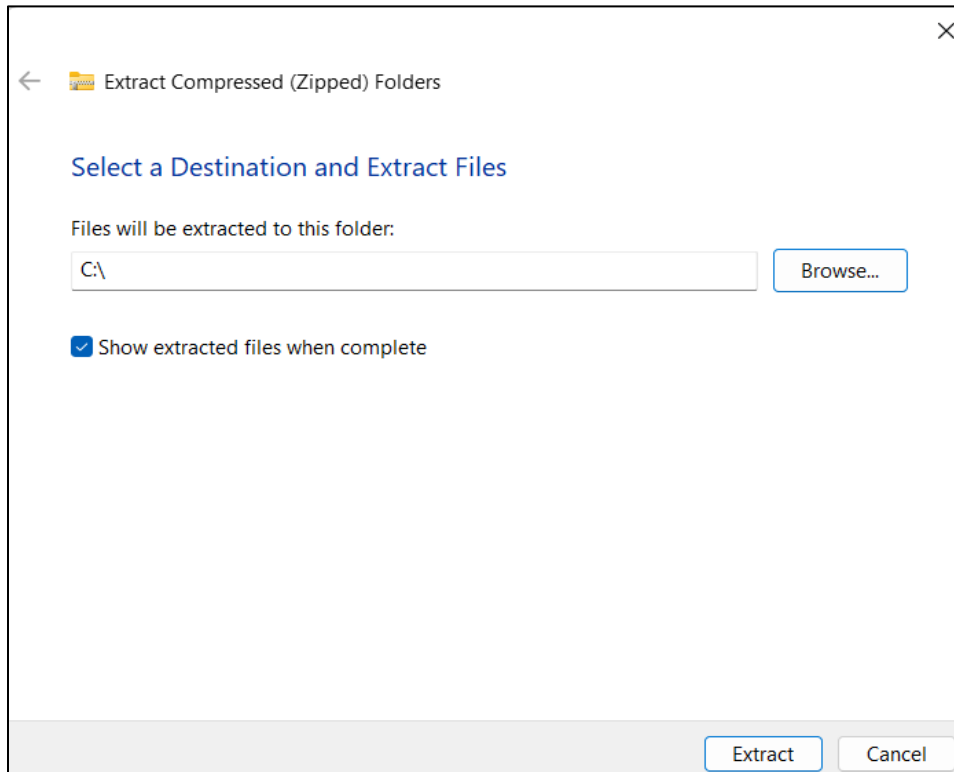 Extract Compressed (Zipped) Folders
Select a Destination and Extract Files
Files will be extracted to this folder:
C:\
Browse...
Show extracted files when complete
Extract
Cancel